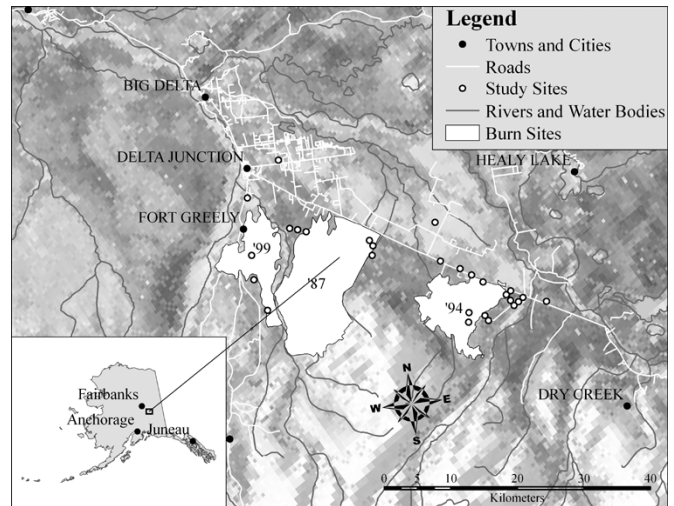 Legend
Towns and Cities
Roads
Study Sites
Rivers and Water Bodies
Burn Sites
BIG DELTA
DELTA JUNCTION
HEALY LAKE
FORT GREELY
'99
'87
'94
N
W E
S
Fairbanks
Anchorage
Juneau
DRY CREEK
0 5 10 20 30 40
Kilometers